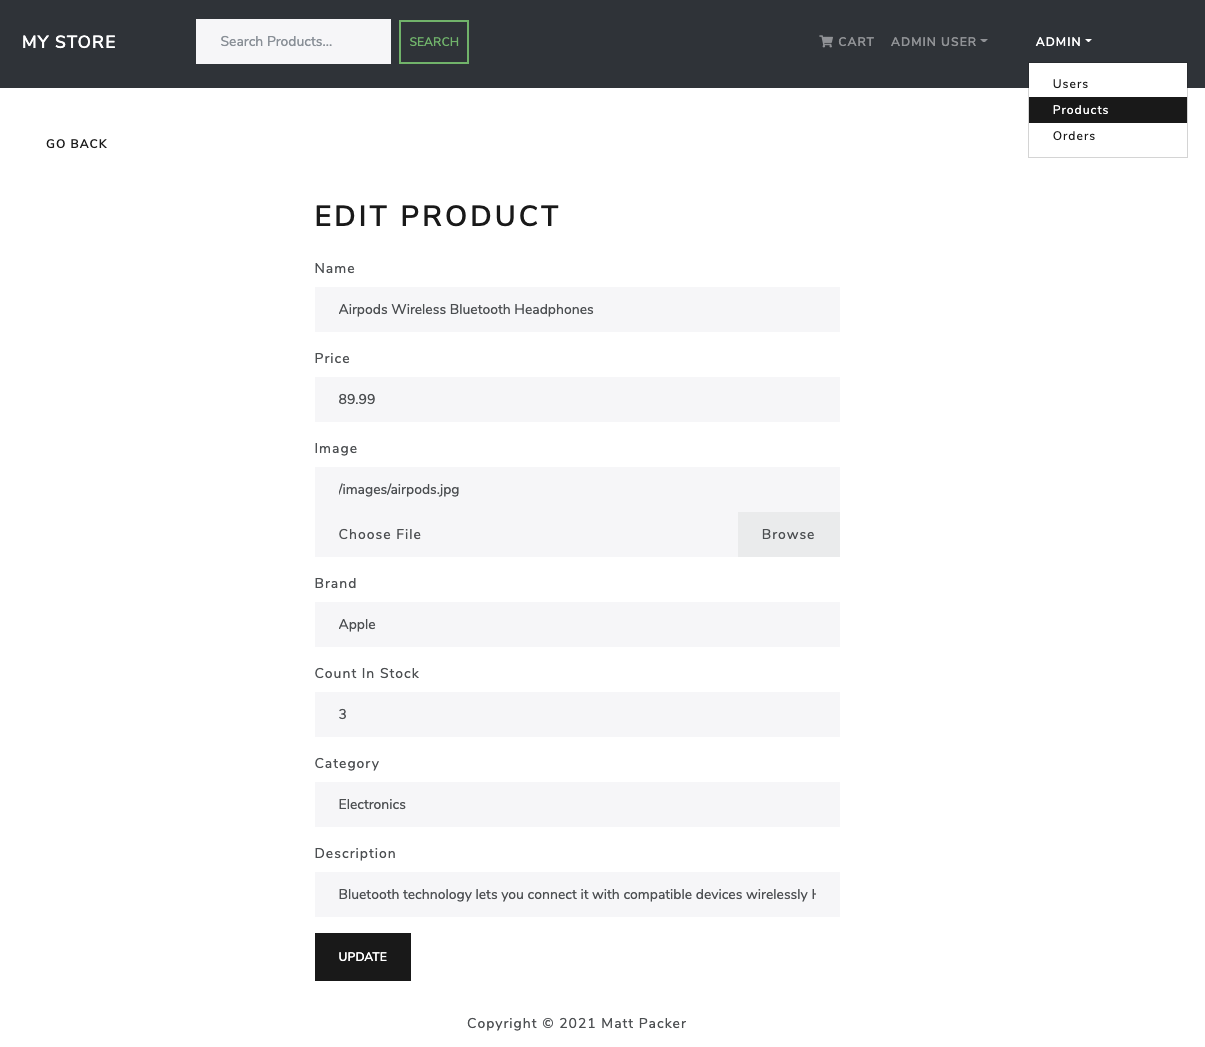 MY STORE
Search Products...
SEARCH
CART
ADMIN USER
ADMIN
Users
Products
Orders
GO BACK
EDIT PRODUCT
Name
Airpods Wireless Bluetooth Headphones
Price
89.99
Image
/images/airpods.jpg
Choose File
Browse
Brand
Apple
Count In Stock
3
Category
Electronics
Description
Bluetooth technology lets you connect it with compatible devices wirelessly
UPDATE
Copyright © 2021 Matt Packer